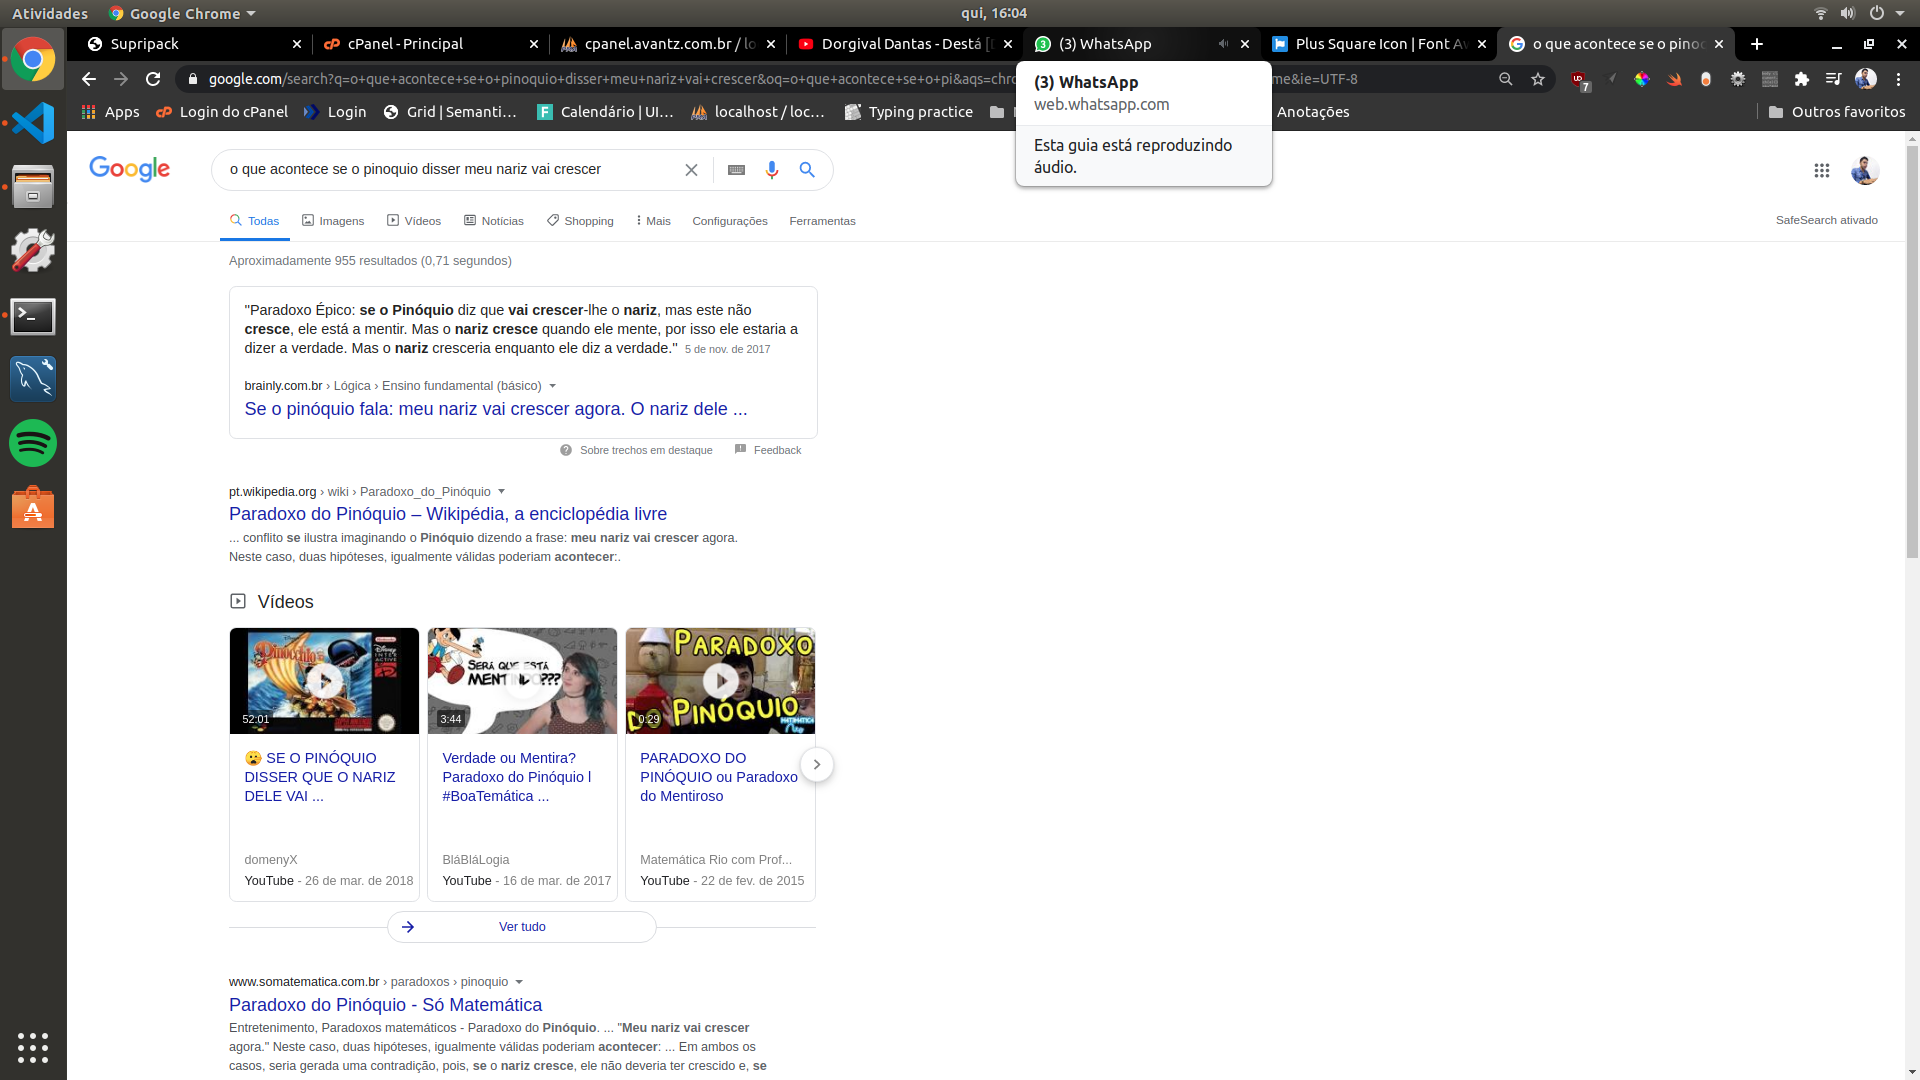 Atividades
Google Chrome
qui, 16:04
Supripack
cPanel - Principal
cpanel.avantz.com.br / lo
Dorgival Dantas - Destá [
(3) WhatsApp
Plus Square Icon | Font Aw
o que acontece se o pinoc
google.com/search?q=o+que+acontece+se+o+pinoquio+disser+meu+nariz+vai+crescer&oq=o+que+acontece+se+o+pi&aqs=chro
me&ie=UTF-8
7
Apps
Login do cPanel
Login
Grid | Semanti…
Calendário | UI…
localhost / loc…
Typing practice
Anotações
Outros favoritos
(3) WhatsApp
web.whatsapp.com
Esta guia está reproduzindo
áudio.
Google
o que acontece se o pinoquio disser meu nariz vai crescer
Todas
Imagens
Vídeos
Notícias
Shopping
Mais
Configurações
Ferramentas
SafeSearch ativado
Aproximadamente 955 resultados (0,71 segundos)
"Paradoxo Épico: se o Pinóquio diz que vai crescer-lhe o nariz, mas este não
cresce, ele está a mentir. Mas o nariz cresce quando ele mente, por isso ele estaria a
dizer a verdade. Mas o nariz cresceria enquanto ele diz a verdade." 5 de nov. de 2017
brainly.com.br › Lógica › Ensino fundamental (básico)
Se o pinóquio fala: meu nariz vai crescer agora. O nariz dele ...
Sobre trechos em destaque
Feedback
pt.wikipedia.org › wiki › Paradoxo_do_Pinóquio
Paradoxo do Pinóquio – Wikipédia, a enciclopédia livre
... conflito se ilustra imaginando o Pinóquio dizendo a frase: meu nariz vai crescer agora.
Neste caso, duas hipóteses, igualmente válidas poderiam acontecer:.
Vídeos
Pinocchio
52:01
SERÁ QUE ESTÁ
MENTINDO???
3:44
PARADOXO
DO
PINÓQUIO
0:29
😮 SE O PINÓQUIO
DISSER QUE O NARIZ
DELE VAI ...
domenyX
YouTube - 26 de mar. de 2018
Verdade ou Mentira?
Paradoxo do Pinóquio l
#BoaTemática ...
BláBláLogia
YouTube - 16 de mar. de 2017
PARADOXO DO
PINÓQUIO ou Paradoxo
do Mentiroso
Matemática Rio com Prof...
YouTube - 22 de fev. de 2015
Ver tudo
www.somatematica.com.br › paradoxos › pinoquio
Paradoxo do Pinóquio - Só Matemática
Entretenimento, Paradoxos matemáticos - Paradoxo do Pinóquio. ... "Meu nariz vai crescer
agora." Neste caso, duas hipóteses, igualmente válidas poderiam acontecer: ... Em ambos os
casos, seria gerada uma contradição, pois, se o nariz cresce, ele não deveria ter crescido e, se